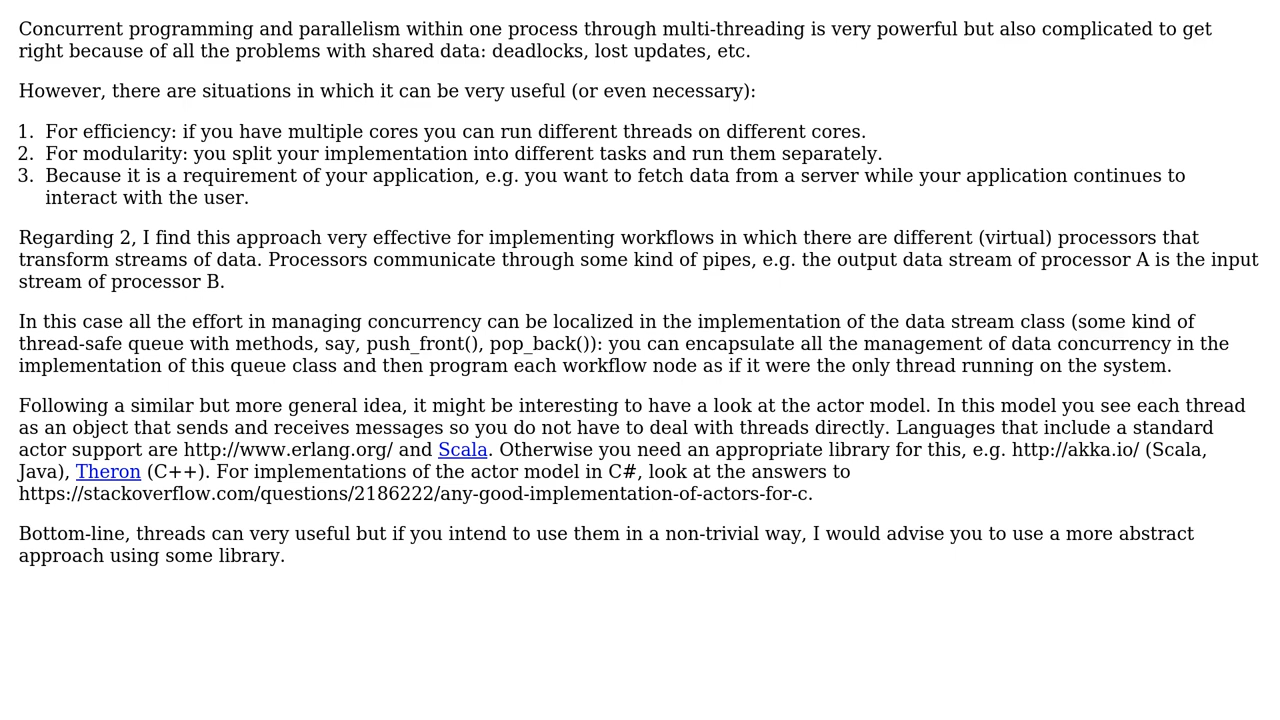 Concurrent programming and parallelism within one process through multi-threading is very powerful but also complicated to get
right because of all the problems with shared data: deadlocks, lost updates, etc.
However, there are situations in which it can be very useful (or even necessary):
1. For efficiency: if you have multiple cores you can run different threads on different cores.
2. For modularity: you split your implementation into different tasks and run them separately.
3. Because it is a requirement of your application, e.g. you want to fetch data from a server while your application continues to
interact with the user.
Regarding 2, I find this approach very effective for implementing workflows in which there are different (virtual) processors that
transform streams of data. Processors communicate through some kind of pipes, e.g. the output data stream of processor A is the input
stream of processor B.
In this case all the effort in managing concurrency can be localized in the implementation of the data stream class (some kind of
thread-safe queue with methods, say, push_front(), pop_back()): you can encapsulate all the management of data concurrency in the
implementation of this queue class and then program each workflow node as if it were the only thread running on the system.
Following a similar but more general idea, it might be interesting to have a look at the actor model. In this model you see each thread
as an object that sends and receives messages so you do not have to deal with threads directly. Languages that include a standard
actor support are http://www.erlang.org/ and Scala. Otherwise you need an appropriate library for this, e.g. http://akka.io/ (Scala,
Java), Theron (C++). For implementations of the actor model in C#, look at the answers to
https://stackoverflow.com/questions/2186222/any-good-implementation-of-actors-for-c.
Bottom-line, threads can very useful but if you intend to use them in a non-trivial way, I would advise you to use a more abstract
approach using some library.